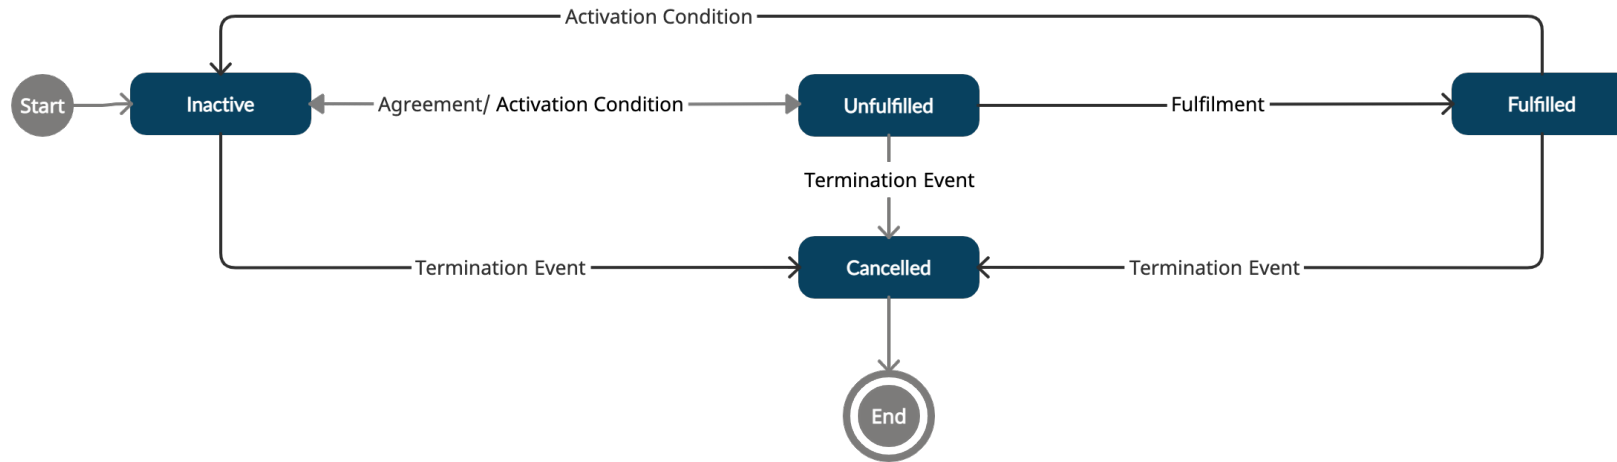 Activation Condition
Start
Inactive
Agreement/ Activation Condition
Unfulfilled
Fulfilment
Fulfilled
Termination Event
Termination Event
Cancelled
Termination Event
End